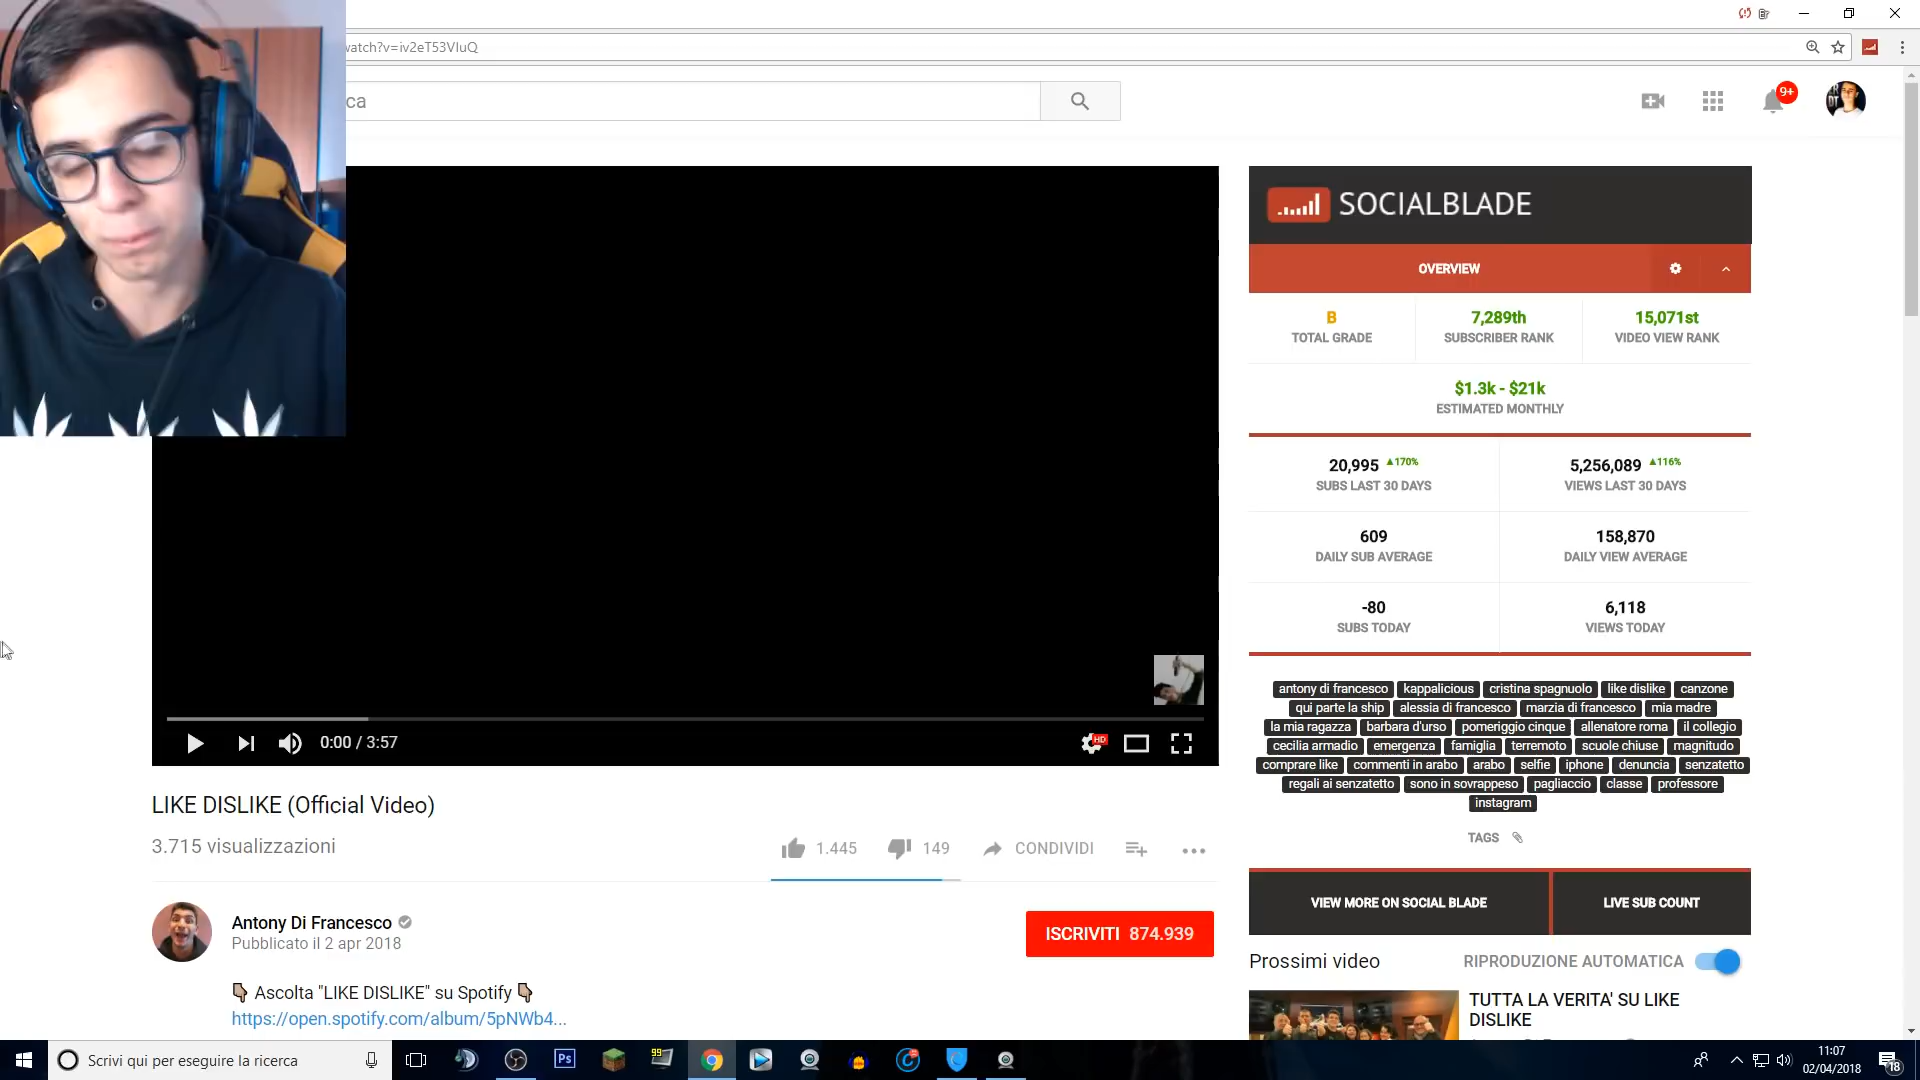 watch?v=iv2eT53VIuQ
ca
9+
SOCIALBLADE
OVERVIEW
B
TOTAL GRADE
7,289th
SUBSCRIBER RANK
15,071st
VIDEO VIEW RANK
$1.3k - $21k
ESTIMATED MONTHLY
20,995 ▲170%
SUBS LAST 30 DAYS
5,256,089 ▲116%
VIEWS LAST 30 DAYS
609
DAILY SUB AVERAGE
158,870
DAILY VIEW AVERAGE
-80
SUBS TODAY
6,118
VIEWS TODAY
antony di francesco kappalicious cristina spagnuolo like dislike canzone
qui parte la ship alessia di francesco marzia di francesco mia madre
la mia ragazza barbara d'urso pomeriggio cinque allenatore roma il collegio
cecilia armadio emergenza famiglia terremoto scuole chiuse magnitudo
comprare like commenti in arabo arabo selfie iphone denuncia senzatetto
regali ai senzatetto sono in sovrappeso pagliaccio classe professore
instagram
TAGS
VIEW MORE ON SOCIAL BLADE
LIVE SUB COUNT
HD
0:00 / 3:57
LIKE DISLIKE (Official Video)
3.715 visualizzazioni
1.445
149
CONDIVIDI
Antony Di Francesco
Pubblicato il 2 apr 2018
ISCRIVITI 874.939
Ascolta "LIKE DISLIKE" su Spotify
https://open.spotify.com/album/5pNWb4...
Prossimi video
RIPRODUZIONE AUTOMATICA
TUTTA LA VERITA' SU LIKE
DISLIKE
Scrivi qui per eseguire la ricerca
Ps
99
11:07
02/04/2018
18